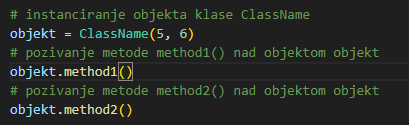 # instanciranje objekta klase ClassName
objekt = ClassName(5, 6)
# pozivanje metode method1() nad objektom objekt
objekt.method1()
# pozivanje metode method2() nad objektom objekt
objekt.method2()